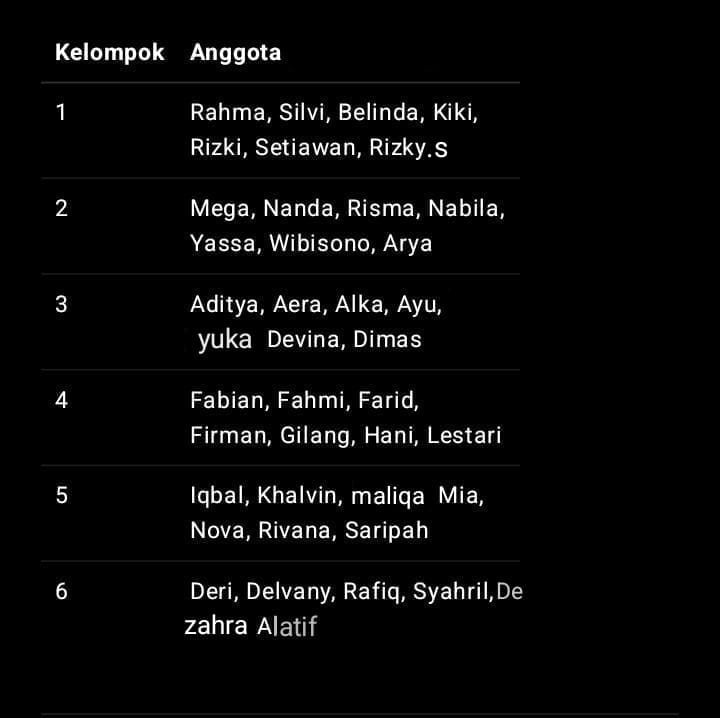 Kelompok Anggota
1 Rahma, Silvi, Belinda, Kiki,
Rizki, Setiawan, Rizky.s
2 Mega, Nanda, Risma, Nabila,
Yassa, Wibisono, Arya
3 Aditya, Aera, Alka, Ayu,
yuka Devina, Dimas
4 Fabian, Fahmi, Farid,
Firman, Gilang, Hani, Lestari
5 Iqbal, Khalvin, maliqa Mia,
Nova, Rivana, Saripah
6 Deri, Delvany, Rafiq, Syahril,De
zahra Alatif